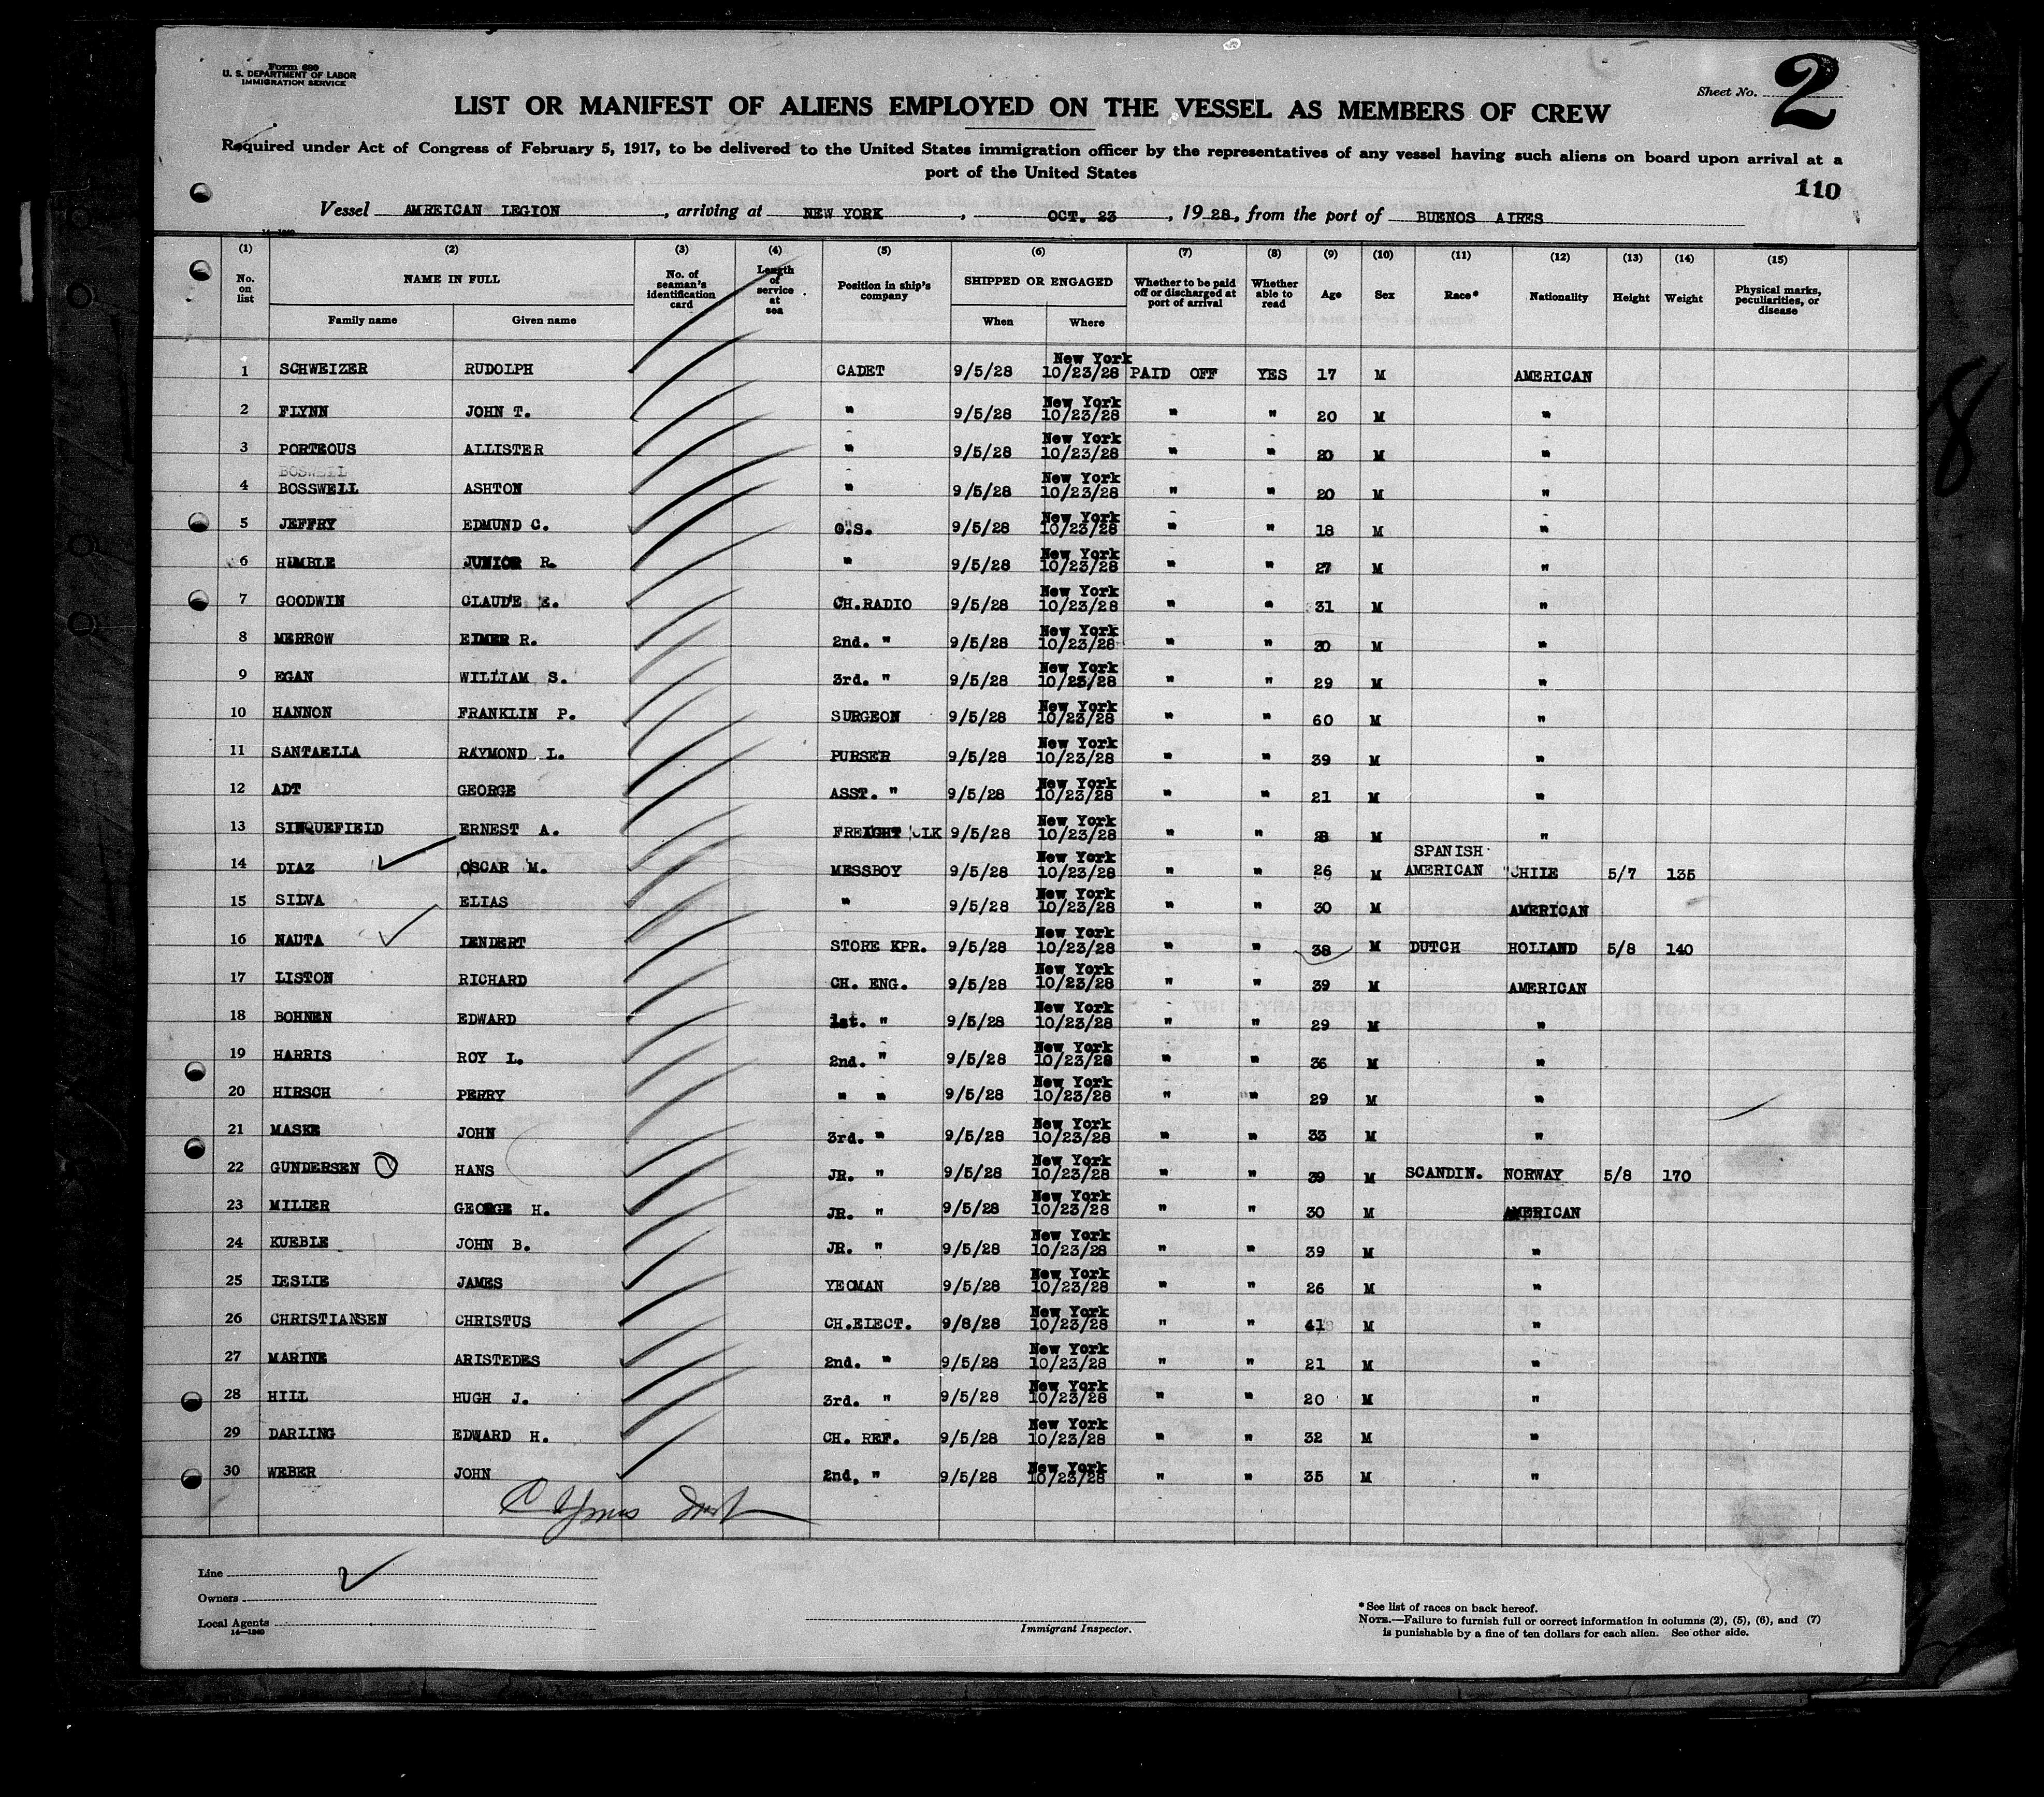 Form 680
U. S. DEPARTMENT OF LABOR
IMMIGRATION SERVICE
Sheet No. 2
LIST OR MANIFEST OF ALIENS EMPLOYED ON THE VESSEL AS MEMBERS OF CREW
Required under Act of Congress of February 5, 1917, to be delivered to the United States immigration officer by the representatives of any vessel having such aliens on board upon arrival at a
port of the United States
110
Vessel AMREICAN LEGION, arriving at NEW YORK, OCT. 23, 1928, from the port of BUENOS AIRES
14—1240
(1) (2) (3) (4) (5) (6) (7) (8) (9) (10) (11) (12) (13) (14) (15)
No. on list NAME IN FULL Family name Given name No. of seaman's identification card Length of service at sea Position in ship's company SHIPPED OR ENGAGED When Where Whether to be paid off or discharged at port of arrival Whether able to read Age Sex Race* Nationality Height Weight Physical marks, peculiarities, or disease
1 SCHWEIZER RUDOLPH CADET 9/5/28 New York 10/23/28 PAID OFF YES 17 M AMERICAN
2 FLYNN JOHN T. " 9/5/28 New York 10/23/28 " " 20 M "
3 PORTEOUS ALLISTER " 9/5/28 New York 10/23/28 " " 20 M "
BOSWELL
4 BOSSWELL ASHTON " 9/5/28 New York 10/23/28 " " 20 M "
5 JEFFRY EDMUND C. O.S. 9/5/28 New York 10/23/28 " " 18 M "
6 HIMBLE JUNIOR R. " 9/5/28 New York 10/23/28 " " 27 M "
7 GOODWIN CLAUDE E. CH.RADIO 9/5/28 New York 10/23/28 " " 31 M "
8 MERROW ELMER R. 2nd. " 9/5/28 New York 10/23/28 " " 30 M "
9 EGAN WILLIAM S. 3rd. " 9/5/28 New York 10/23/28 " " 29 M "
10 HANNON FRANKLIN P. SURGEON 9/5/28 New York 10/23/28 " " 60 M "
11 SANTAELLA RAYMOND L. PURSER 9/5/28 New York 10/23/28 " " 39 M "
12 ADT GEORGE ASST. " 9/5/28 New York 10/23/28 " " 21 M "
13 SINQUEFIELD ERNEST A. FREIGHT CLK 9/5/28 New York 10/23/28 " " 28 M "
14 DIAZ OSCAR M. MESSBOY 9/5/28 New York 10/23/28 " " 26 M SPANISH AMERICAN CHILE 5/7 135
15 SILVA ELIAS " 9/5/28 New York 10/23/28 " " 30 M AMERICAN
16 NAUTA LENDERT STORE KPR. 9/5/28 New York 10/23/28 " " 38 M DUTCH HOLLAND 5/8 140
17 LISTON RICHARD CH. ENG. 9/5/28 New York 10/23/28 " " 39 M AMERICAN
18 BOHNEN EDWARD 1st. " 9/5/28 New York 10/23/28 " " 29 M "
19 HARRIS ROY L. 2nd. " 9/5/28 New York 10/23/28 " " 36 M "
20 HIRSCH PERRY " " 9/5/28 New York 10/23/28 " " 29 M "
21 MASKE JOHN 3rd. " 9/5/28 New York 10/23/28 " " 33 M "
22 GUNDERSEN HANS JR. " 9/5/28 New York 10/23/28 " " 39 M SCANDIN. NORWAY 5/8 170
23 MILLER GEORGE H. JR. " 9/5/28 New York 10/23/28 " " 30 M AMERICAN
24 KUEBLE JOHN B. JR. " 9/5/28 New York 10/23/28 " " 39 M "
25 LESLIE JAMES YEOMAN 9/5/28 New York 10/23/28 " " 26 M "
26 CHRISTIANSEN CHRISTUS CH.ELECT. 9/8/28 New York 10/23/28 " " 41 M "
27 MARINE ARISTEDES 2nd. " 9/5/28 New York 10/23/28 " " 21 M "
28 HILL HUGH J. 3rd. " 9/5/28 New York 10/23/28 " " 20 M "
29 DARLING EDWARD H. CH. REF. 9/5/28 New York 10/23/28 " " 32 M "
30 WEBER JOHN 2nd, " 9/5/28 New York 10/23/28 " " 35 M "
Line
Owners
Local Agents
14—1240
Immigrant Inspector.
*See list of races on back hereof.
NOTE.—Failure to furnish full or correct information in columns (2), (5), (6), and (7)
is punishable by a fine of ten dollars for each alien. See other side.
8